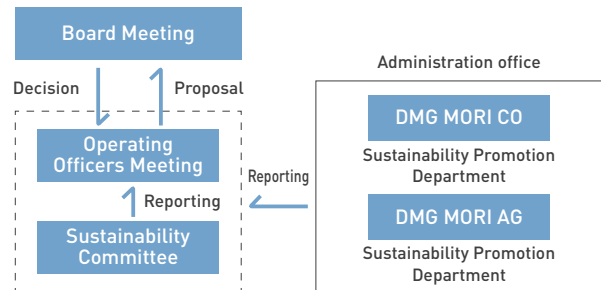 Board Meeting
Decision
Proposal
Operating
Officers Meeting
Reporting
Sustainability
Committee
Reporting
Administration office
DMG MORI CO
Sustainability Promotion
Department
DMG MORI AG
Sustainability Promotion
Department